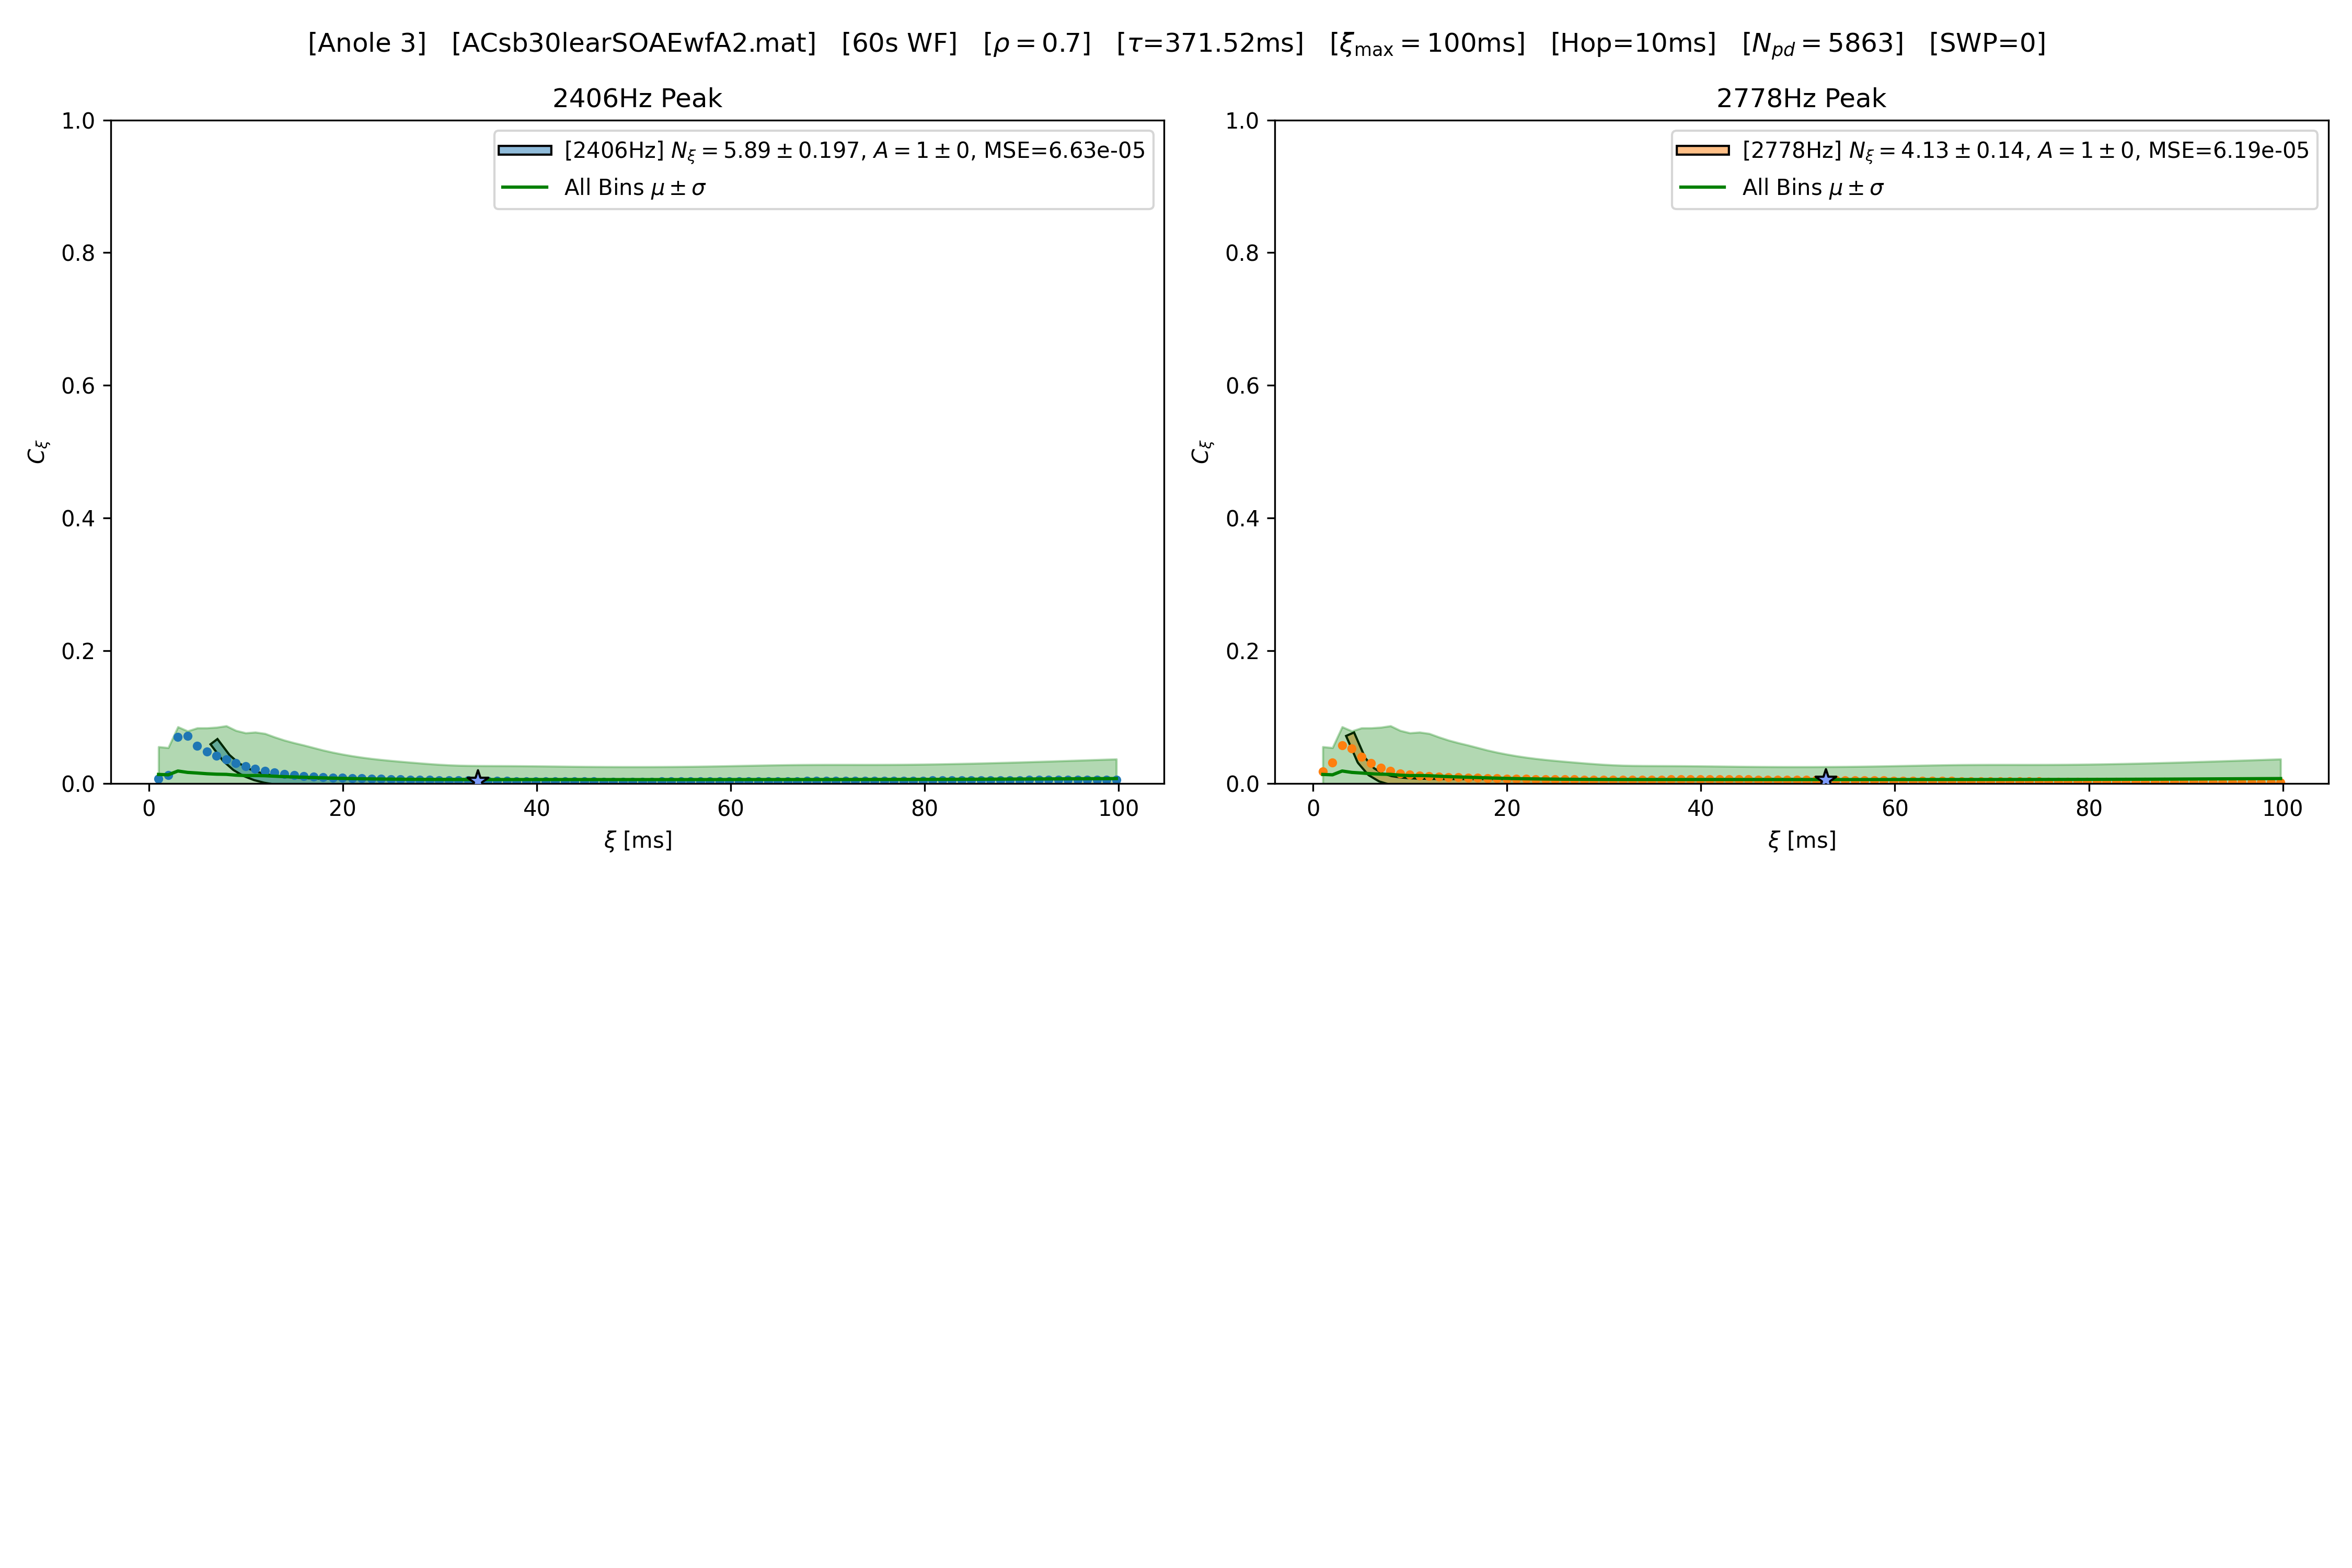 [Anole 3] [ACsb30learSOAEwfA2.mat] [60s WF] [ρ = 0.7] [τ=371.52ms] [ξmax = 100ms] [Hop=10ms] [Npd = 5863] [SWP=0]
2406Hz Peak
[2406Hz] Nξ = 5.89 ± 0.197, A = 1 ± 0, MSE=6.63e-05
All Bins μ ± σ
1.0
0.8
0.6
0.4
0.2
0.0
Cξ
0 20 40 60 80 100
ξ [ms]
2778Hz Peak
[2778Hz] Nξ = 4.13 ± 0.14, A = 1 ± 0, MSE=6.19e-05
All Bins μ ± σ
1.0
0.8
0.6
0.4
0.2
0.0
Cξ
0 20 40 60 80 100
ξ [ms]